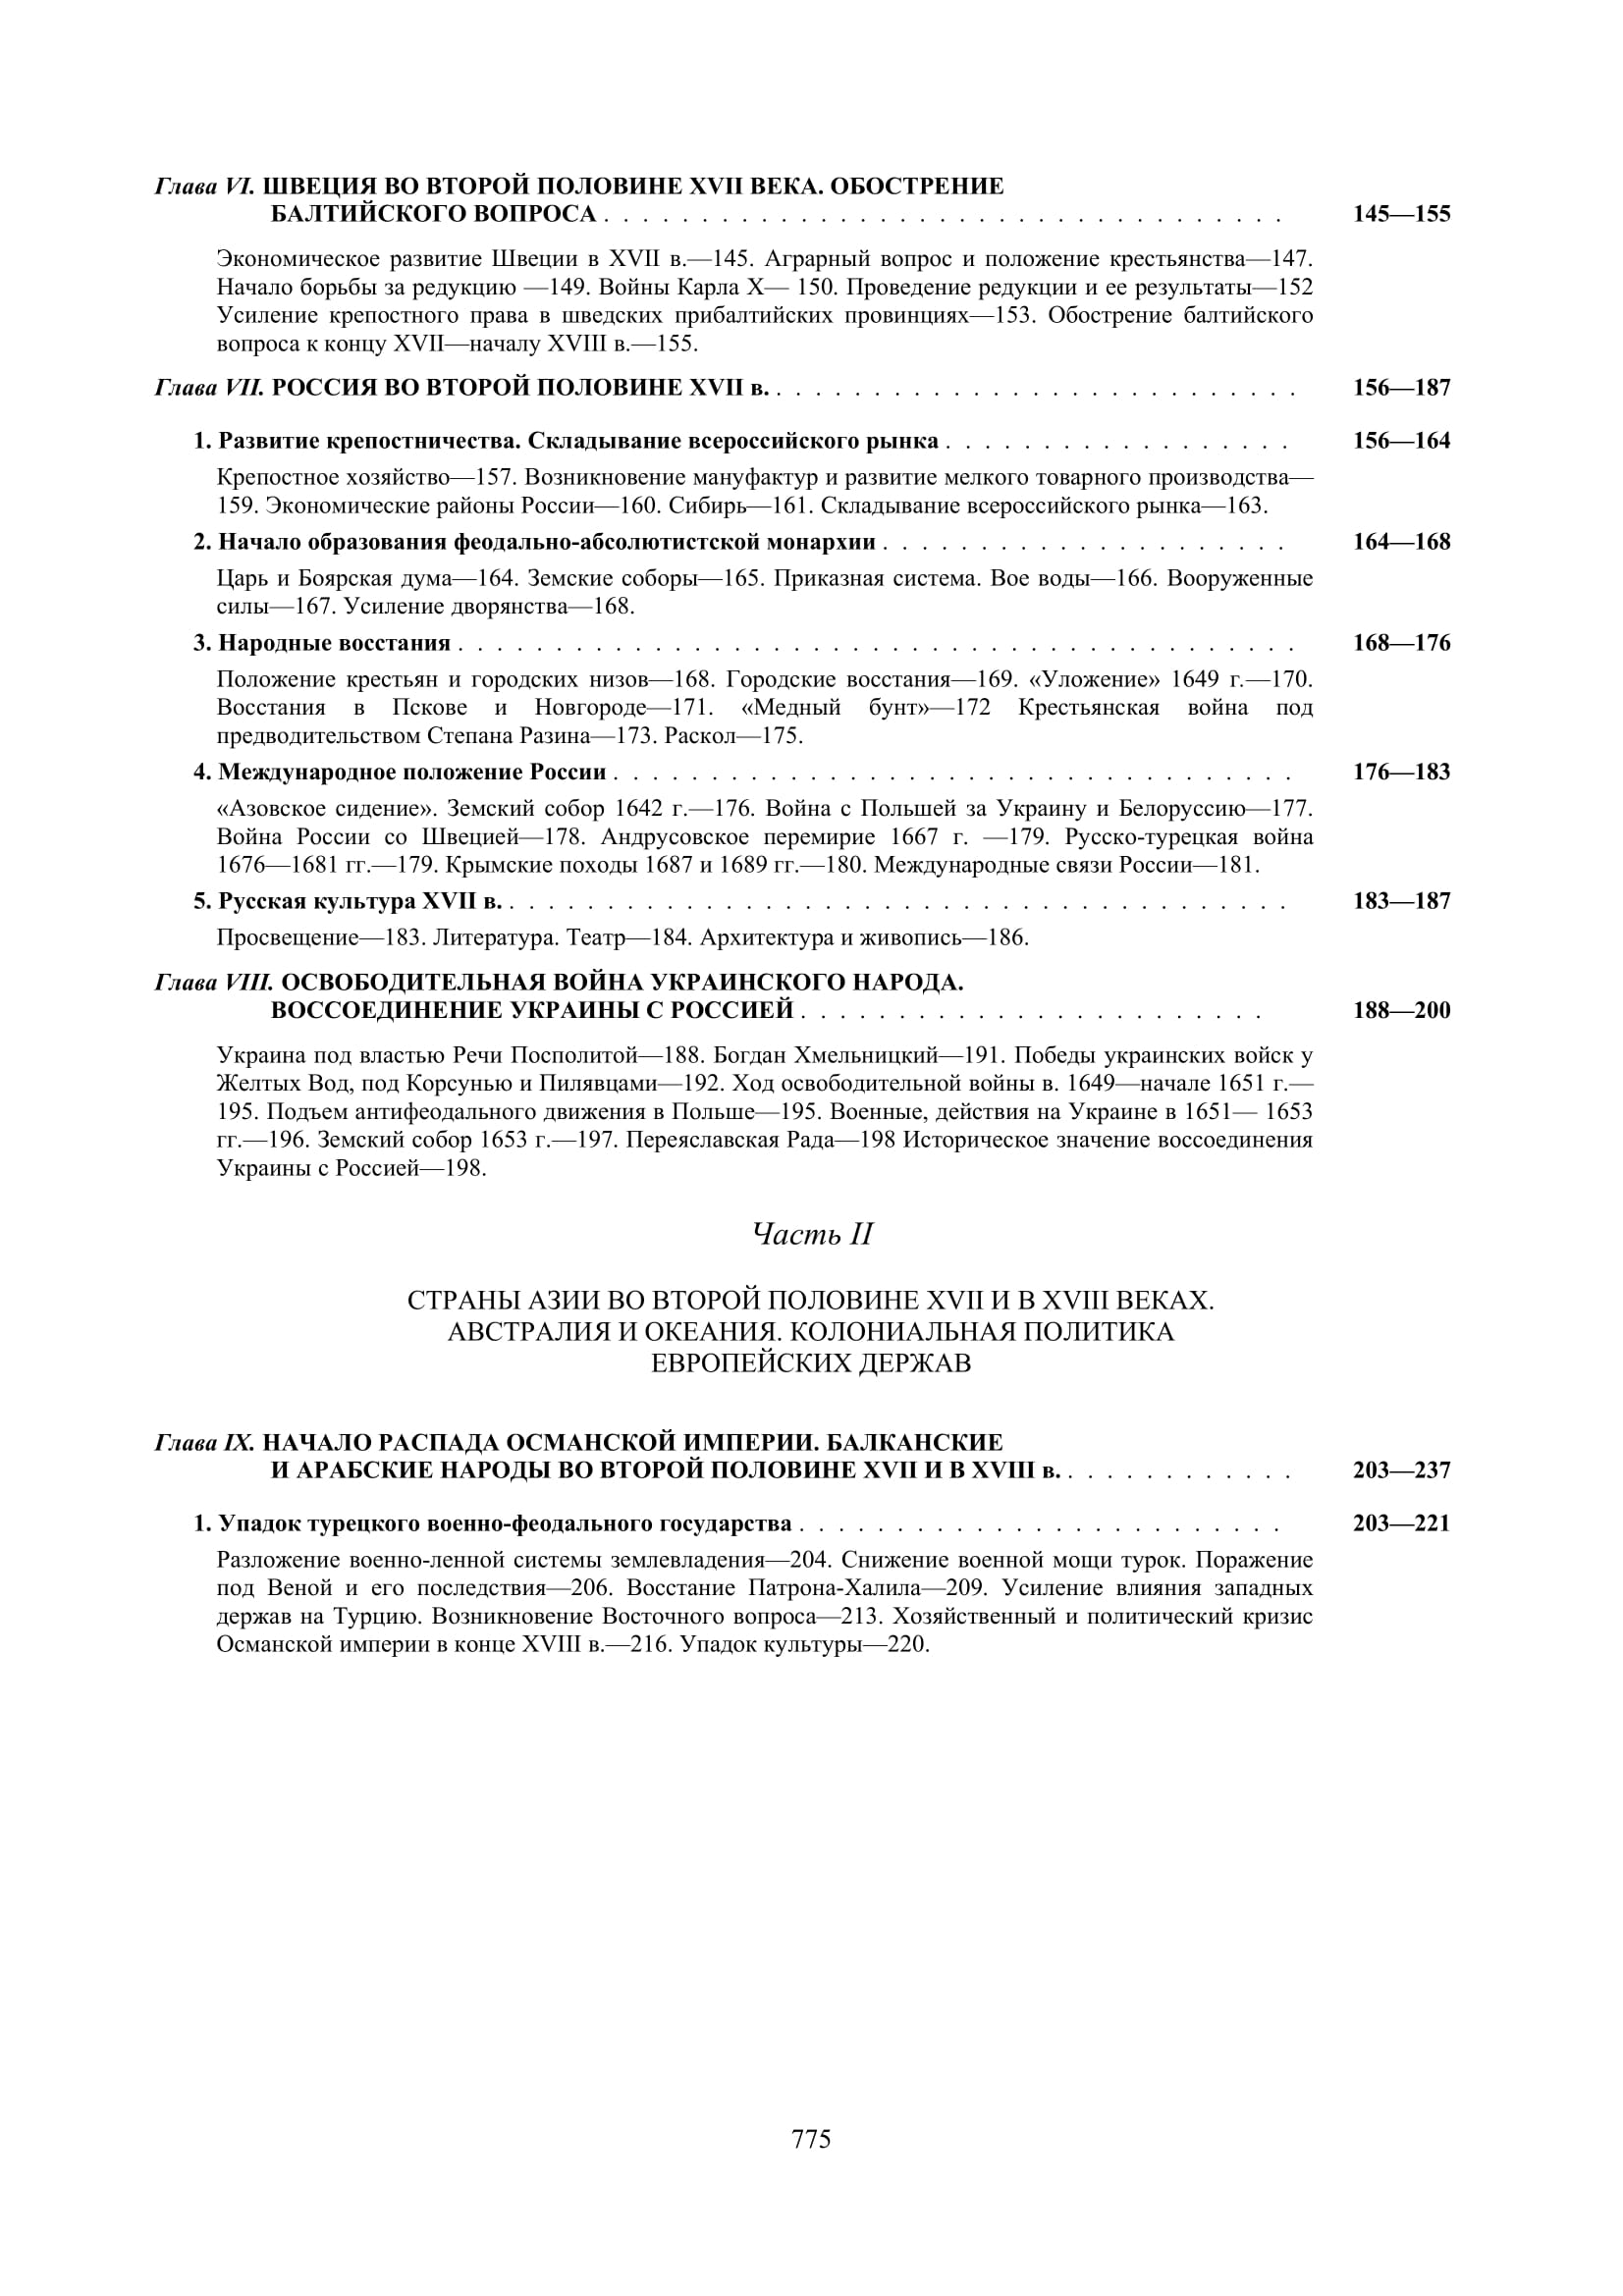 Глава VI. ШВЕЦИЯ ВО ВТОРОЙ ПОЛОВИНЕ XVII ВЕКА. ОБОСТРЕНИЕ
БАЛТИЙСКОГО ВОПРОСА . . . . . . . . . . . . . . . . . . . . . . . . . . . . . . . . . . . 145—155
Экономическое развитие Швеции в XVII в.—145. Аграрный вопрос и положение крестьянства—147.
Начало борьбы за редукцию —149. Войны Карла X— 150. Проведение редукции и ее результаты—152
Усиление крепостного права в шведских прибалтийских провинциях—153. Обострение балтийского
вопроса к концу XVII—началу XVIII в.—155.
Глава VII. РОССИЯ ВО ВТОРОЙ ПОЛОВИНЕ XVII в. . . . . . . . . . . . . . . . . . . . . . . . . . . . 156—187
1. Развитие крепостничества. Складывание всероссийского рынка . . . . . . . . . . . . . . . . . . 156—164
Крепостное хозяйство—157. Возникновение мануфактур и развитие мелкого товарного производства—
159. Экономические районы России—160. Сибирь—161. Складывание всероссийского рынка—163.
2. Начало образования феодально-абсолютистской монархии . . . . . . . . . . . . . . . . . . . . . 164—168
Царь и Боярская дума—164. Земские соборы—165. Приказная система. Вое воды—166. Вооруженные
силы—167. Усиление дворянства—168.
3. Народные восстания . . . . . . . . . . . . . . . . . . . . . . . . . . . . . . . . . . . . . . . . . . . 168—176
Положение крестьян и городских низов—168. Городские восстания—169. «Уложение» 1649 г.—170.
Восстания в Пскове и Новгороде—171. «Медный бунт»—172 Крестьянская война под
предводительством Степана Разина—173. Раскол—175.
4. Международное положение России . . . . . . . . . . . . . . . . . . . . . . . . . . . . . . . . . . . 176—183
«Азовское сидение». Земский собор 1642 г.—176. Война с Польшей за Украину и Белоруссию—177.
Война России со Швецией—178. Андрусовское перемирие 1667 г. —179. Русско-турецкая война
1676—1681 гг.—179. Крымские походы 1687 и 1689 гг.—180. Международные связи России—181.
5. Русская культура XVII в. . . . . . . . . . . . . . . . . . . . . . . . . . . . . . . . . . . . . . . . . 183—187
Просвещение—183. Литература. Театр—184. Архитектура и живопись—186.
Глава VIII. ОСВОБОДИТЕЛЬНАЯ ВОЙНА УКРАИНСКОГО НАРОДА.
ВОССОЕДИНЕНИЕ УКРАИНЫ С РОССИЕЙ . . . . . . . . . . . . . . . . . . . . . . . . 188—200
Украина под властью Речи Посполитой—188. Богдан Хмельницкий—191. Победы украинских войск у
Желтых Вод, под Корсунью и Пилявцами—192. Ход освободительной войны в. 1649—начале 1651 г.—
195. Подъем антифеодального движения в Польше—195. Военные, действия на Украине в 1651— 1653
гг.—196. Земский собор 1653 г.—197. Переяславская Рада—198 Историческое значение воссоединения
Украины с Россией—198.
Часть II
СТРАНЫ АЗИИ ВО ВТОРОЙ ПОЛОВИНЕ XVII И В XVIII ВЕКАХ.
АВСТРАЛИЯ И ОКЕАНИЯ. КОЛОНИАЛЬНАЯ ПОЛИТИКА
ЕВРОПЕЙСКИХ ДЕРЖАВ
Глава IX. НАЧАЛО РАСПАДА ОСМАНСКОЙ ИМПЕРИИ. БАЛКАНСКИЕ
И АРАБСКИЕ НАРОДЫ ВО ВТОРОЙ ПОЛОВИНЕ XVII И В XVIII в. . . . . . . . . . . . . 203—237
1. Упадок турецкого военно-феодального государства . . . . . . . . . . . . . . . . . . . . . . . . . 203—221
Разложение военно-ленной системы землевладения—204. Снижение военной мощи турок. Поражение
под Веной и его последствия—206. Восстание Патрона-Халила—209. Усиление влияния западных
держав на Турцию. Возникновение Восточного вопроса—213. Хозяйственный и политический кризис
Османской империи в конце XVIII в.—216. Упадок культуры—220.
775